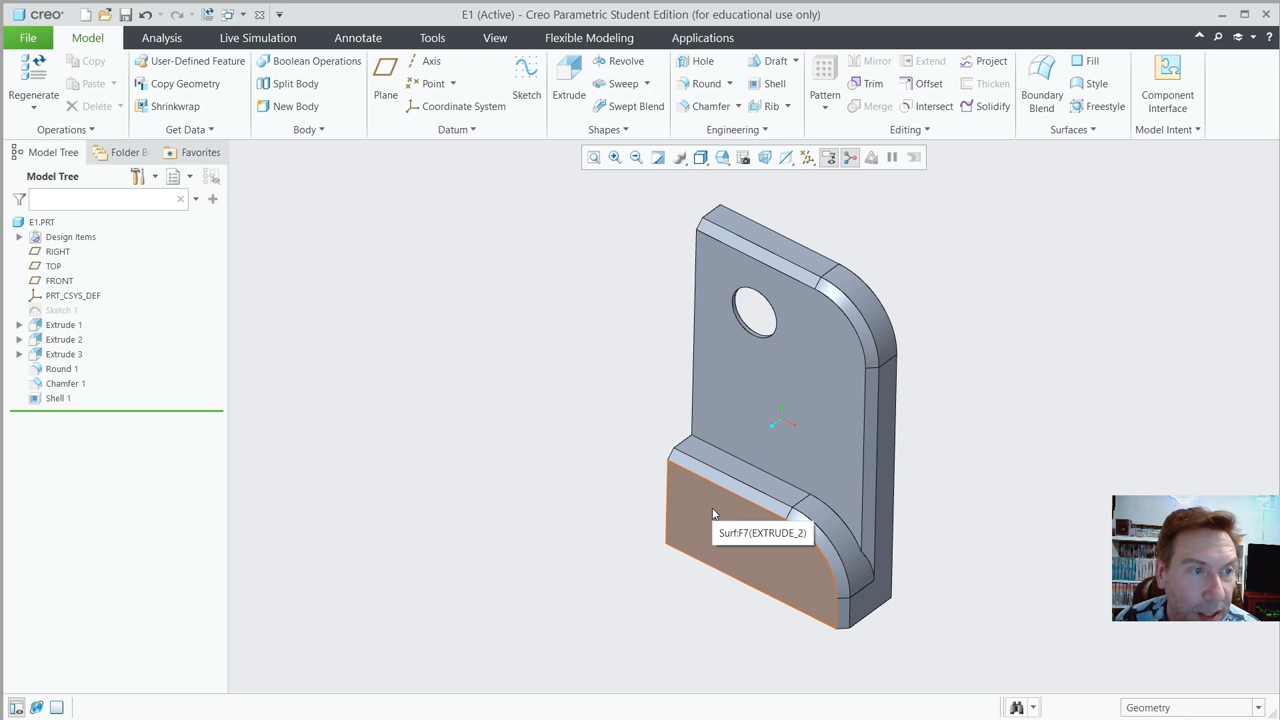 creo E1 (Active) - Creo Parametric Student Edition (for educational use only)
File Model Analysis Live Simulation Annotate Tools View Flexible Modeling Applications
Regenerate Copy Paste Delete
Operations
User-Defined Feature
Copy Geometry
Shrinkwrap
Get Data
Boolean Operations
Split Body
New Body
Body
Plane Axis Point Coordinate System Sketch
Datum
Extrude Revolve Sweep Swept Blend
Shapes
Hole Round Chamfer Draft Shell Rib
Engineering
Pattern Mirror Trim Merge Extend Offset Intersect Project Thicken Solidify
Editing
Boundary Blend Fill Style Freestyle
Surfaces
Component Interface
Model Intent
Model Tree Folder B Favorites
Model Tree
E1.PRT
Design Items
RIGHT
TOP
FRONT
PRT_CSYS_DEF
Sketch 1
Extrude 1
Extrude 2
Extrude 3
Round 1
Chamfer 1
Shell 1
Surf:F7(EXTRUDE_2)
Geometry